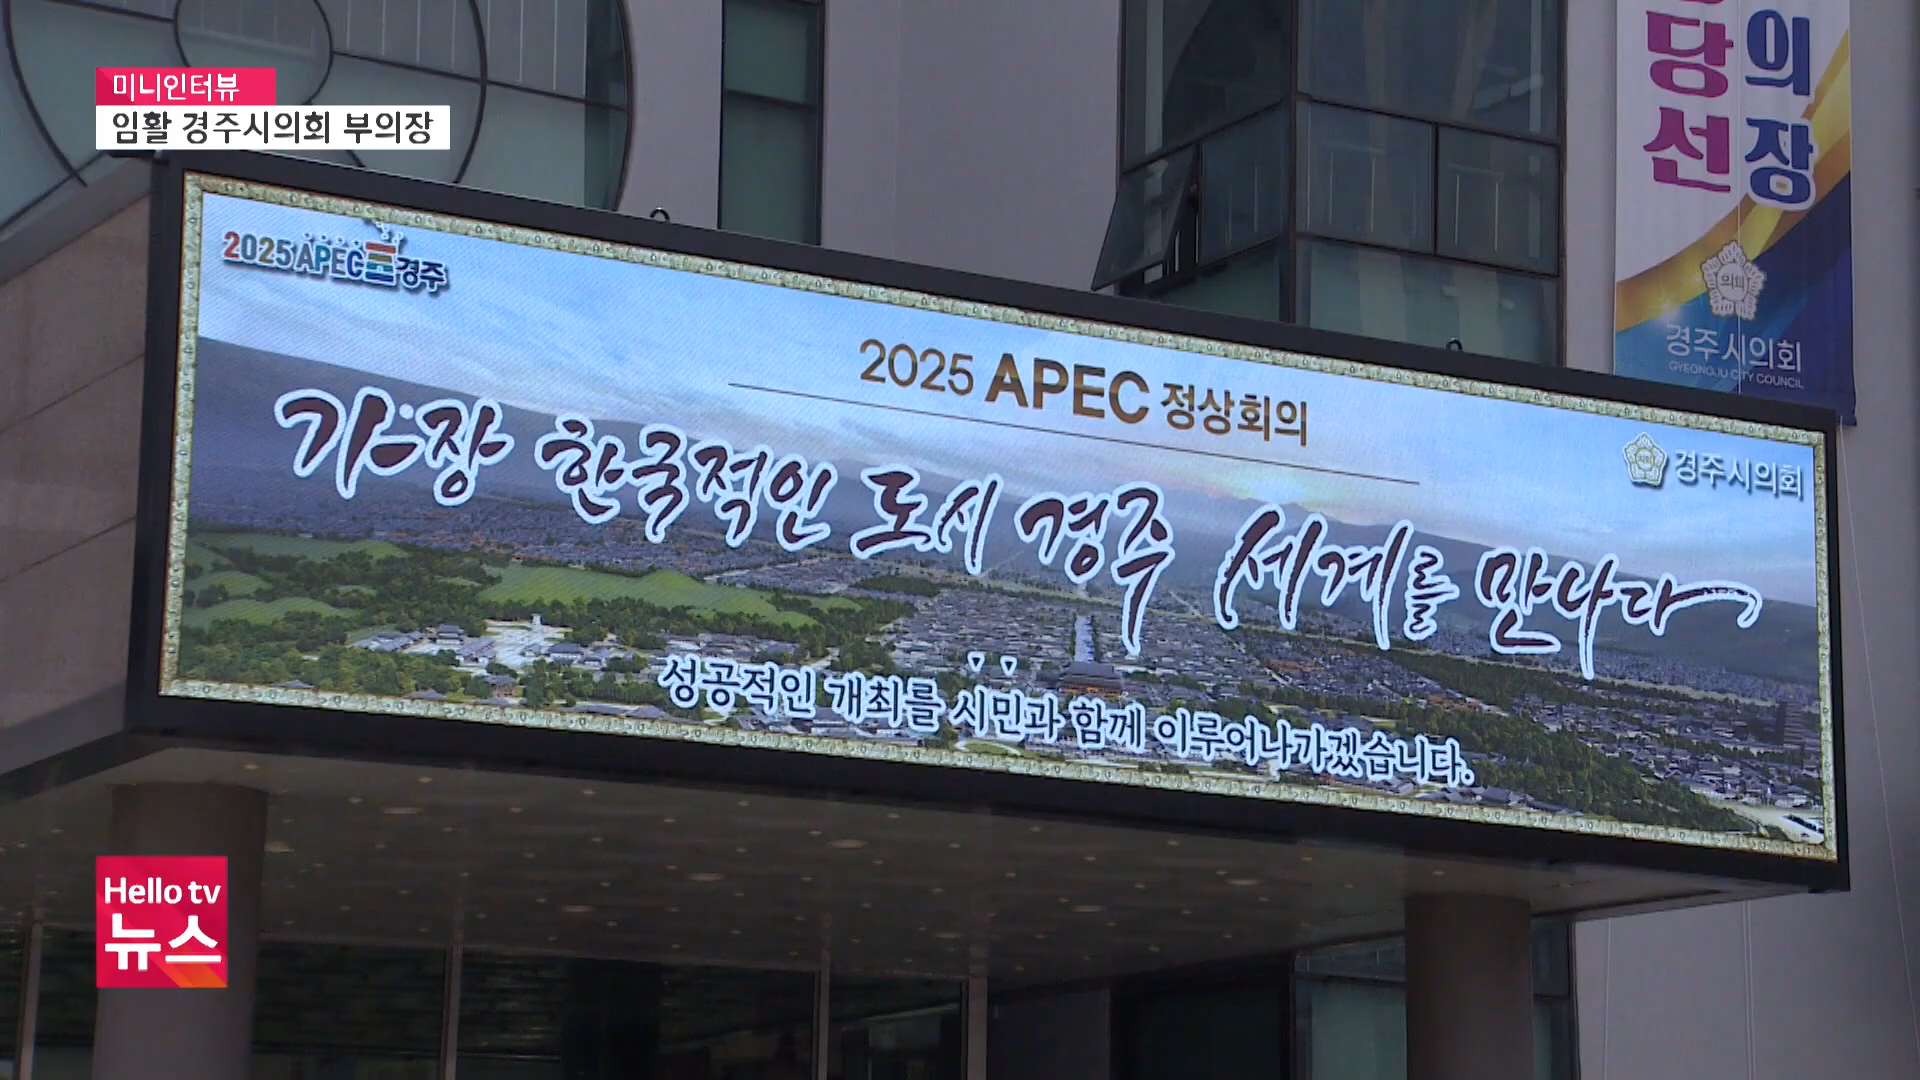 미니인터뷰
임활 경주시의회 부의장
당선
의장
경주시의회
GYEONGJU CITY COUNCIL
2025 APEC 경주
2025 APEC 정상회의
경주시의회
가장 한국적인 도시 경주 세계를 만나다
성공적인 개최를 시민과 함께 이루어나가겠습니다.
Hello tv
뉴스